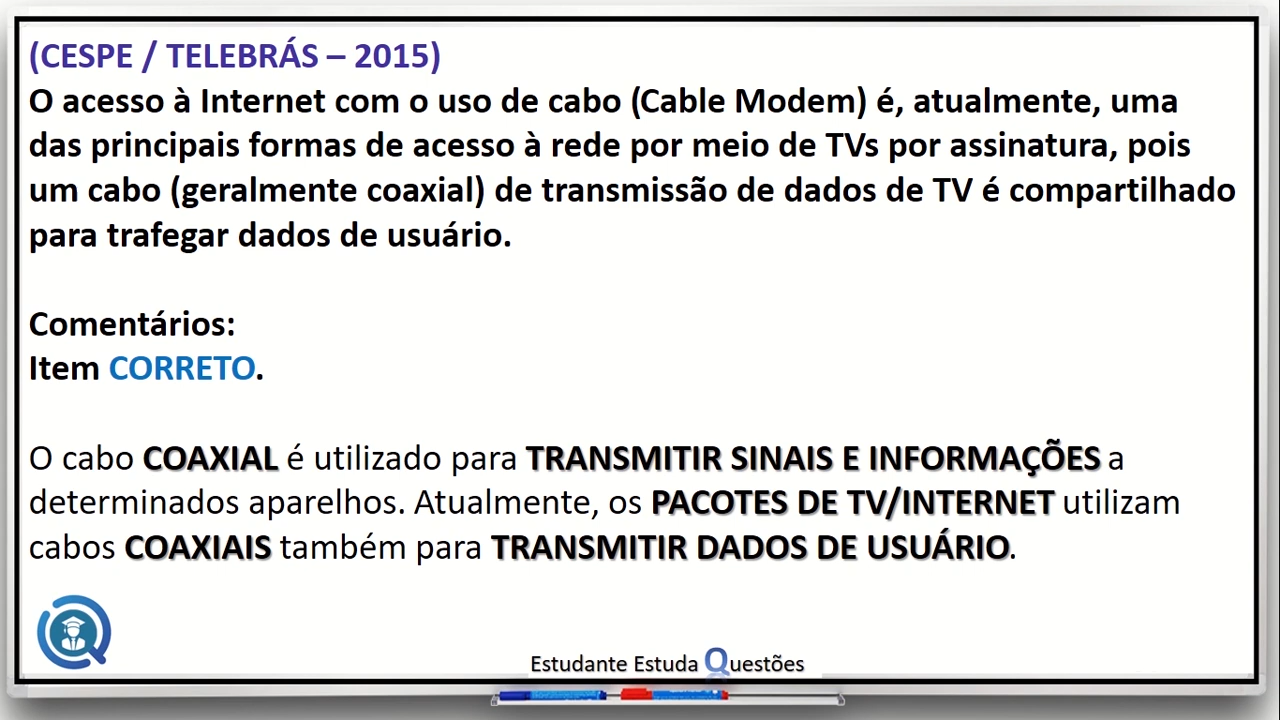 (CESPE / TELEBRÁS – 2015)
O acesso à Internet com o uso de cabo (Cable Modem) é, atualmente, uma
das principais formas de acesso à rede por meio de TVs por assinatura, pois
um cabo (geralmente coaxial) de transmissão de dados de TV é compartilhado
para trafegar dados de usuário.
Comentários:
Item CORRETO.
O cabo COAXIAL é utilizado para TRANSMITIR SINAIS E INFORMAÇÕES a
determinados aparelhos. Atualmente, os PACOTES DE TV/INTERNET utilizam
cabos COAXIAIS também para TRANSMITIR DADOS DE USUÁRIO.
Estudante Estuda Questões